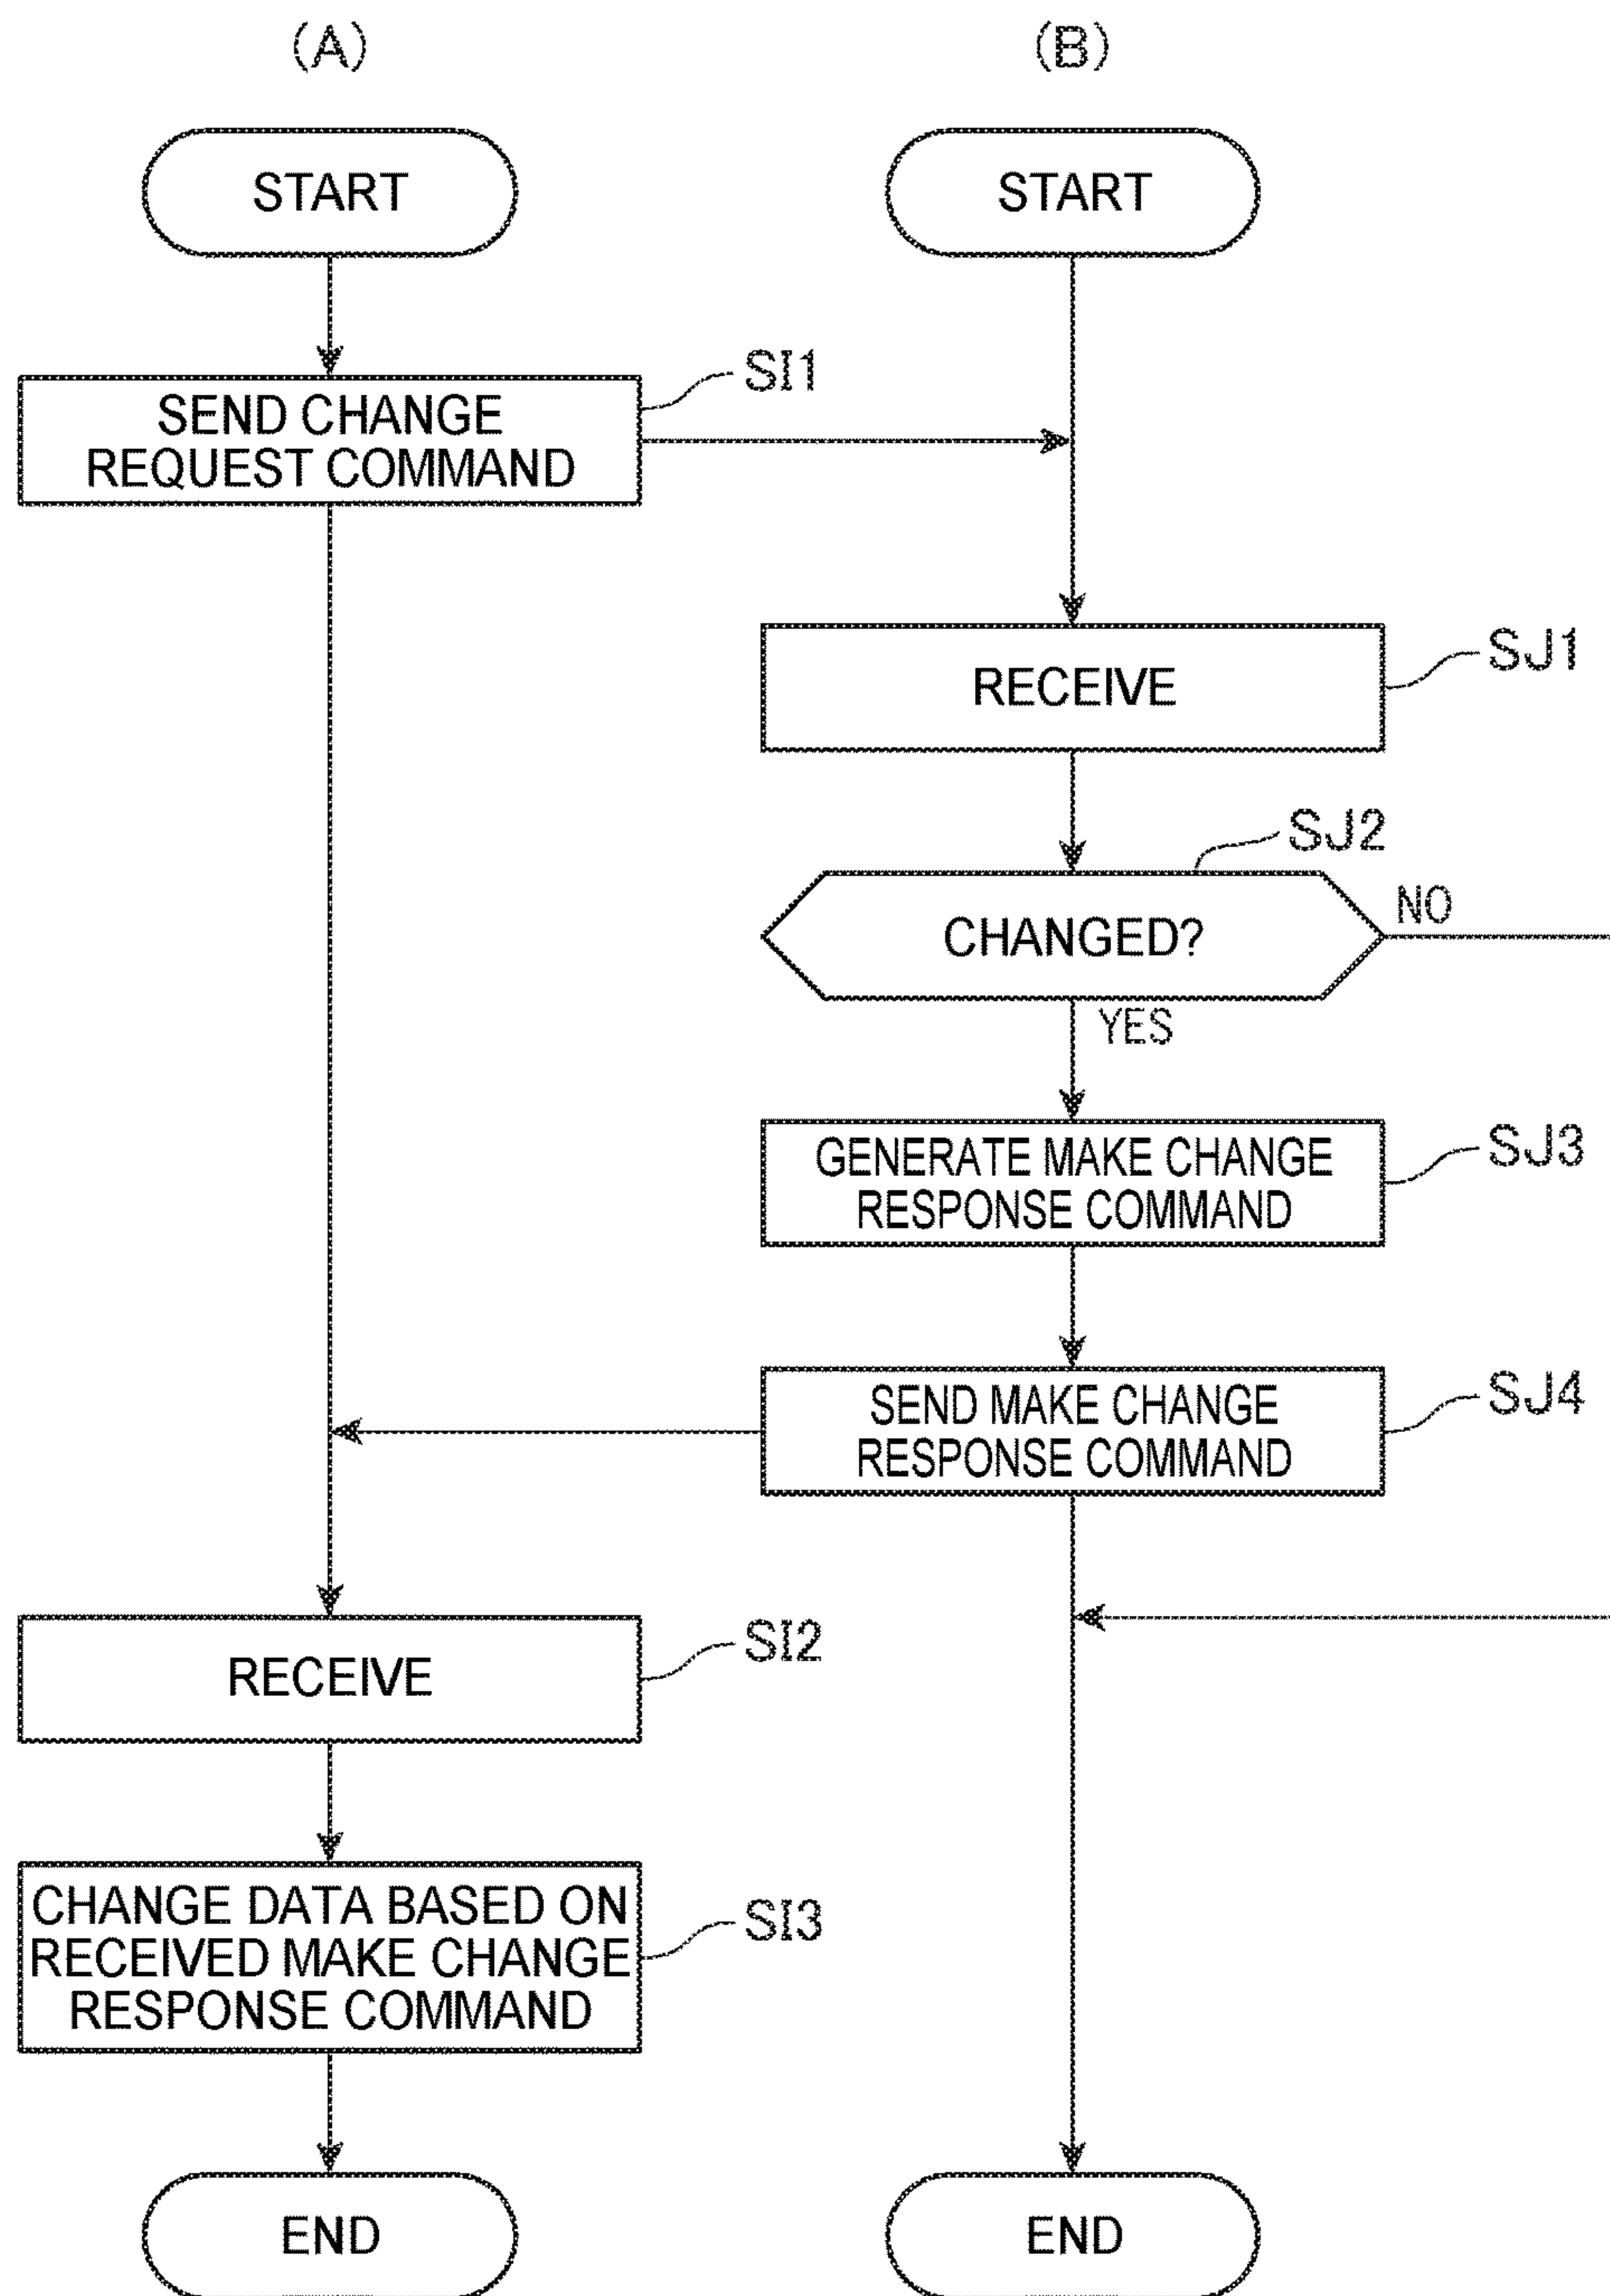 (A)
(B)
START
START
SEND CHANGE
REQUEST COMMAND
SI1
RECEIVE
SJ1
CHANGED?
SJ2
NO
YES
GENERATE MAKE CHANGE
RESPONSE COMMAND
SJ3
SEND MAKE CHANGE
RESPONSE COMMAND
SJ4
RECEIVE
SI2
CHANGE DATA BASED ON
RECEIVED MAKE CHANGE
RESPONSE COMMAND
SI3
END
END